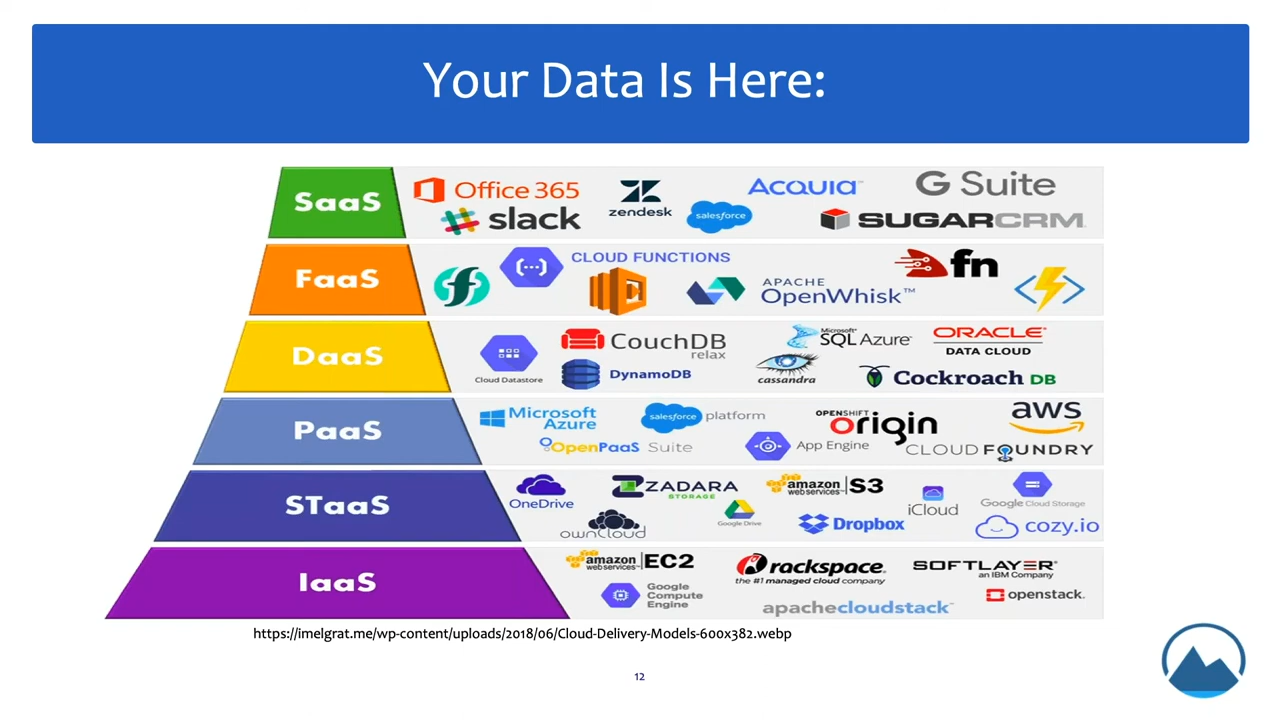 Your Data Is Here:
SaaS
Office 365
zendesk
ACQUIA™
G Suite
slack
salesforce
SUGARCRM
FaaS
CLOUD FUNCTIONS
f
(...)
APACHE
OpenWhisk™
fn
DaaS
Cloud Datastore
CouchDB
relax
DynamoDB
Microsoft®
SQL Azure™
cassandra
ORACLE®
DATA CLOUD
Cockroach DB
PaaS
Microsoft
Azure
salesforce platform
OPENSHIFT
origin
aws
OpenPaaS Suite
App Engine
CLOUD FOUNDRY
STaaS
OneDrive
ZADARA
STORAGE
amazon
web services™ S3
iCloud
Google Cloud Storage
ownCloud
Google Drive
Dropbox
cozy.io
IaaS
amazon
web services™ EC2
rackspace®
the #1 managed cloud company
SOFTLAYER®
an IBM Company
Google
Compute
Engine
apachecloudstack™
openstack.
https://imelgrat.me/wp-content/uploads/2018/06/Cloud-Delivery-Models-600x382.webp
12